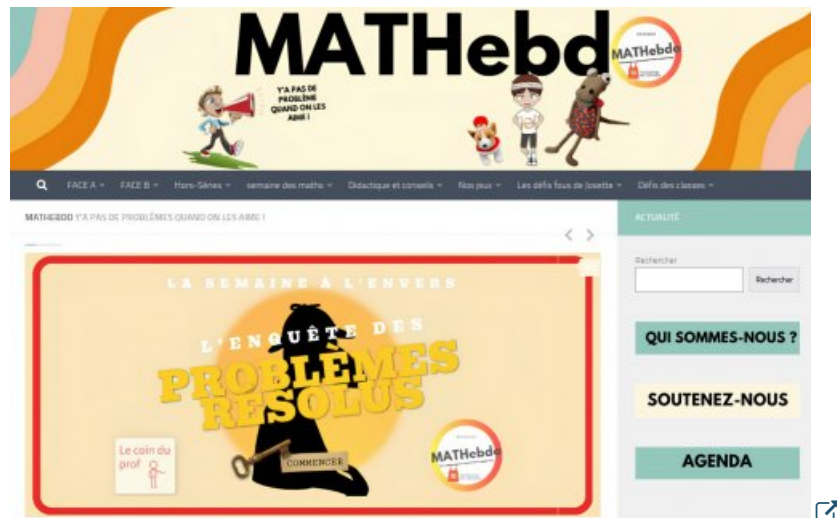 MATHebdo
MATHebdo
Y'A PAS DE
PROBLÈME
QUAND ON LES
AIME !
FACE A
FACE B
Hors-Séries
semaine des maths
Didactique et conseils
Nos jeux
Les défis fous de Josette
Défis des classes
MATHEBDO Y'A PAS DE PROBLÈMES QUAND ON LES AIME !
ACTUALITÉ
Rechercher
Rechercher
LA SEMAINE À L'ENVERS
L'ENQUÊTE DES
PROBLÈMES
RESOLUS
Le coin du
prof
COMMENCER
MATHebdo
QUI SOMMES-NOUS ?
SOUTENEZ-NOUS
AGENDA